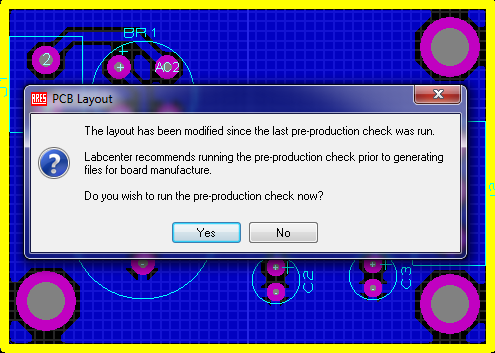 BR1
2
AC2
ARES PCB Layout
The layout has been modified since the last pre-production check was run.
Labcenter recommends running the pre-production check prior to generating
files for board manufacture.
Do you wish to run the pre-production check now?
Yes No
C2
C3